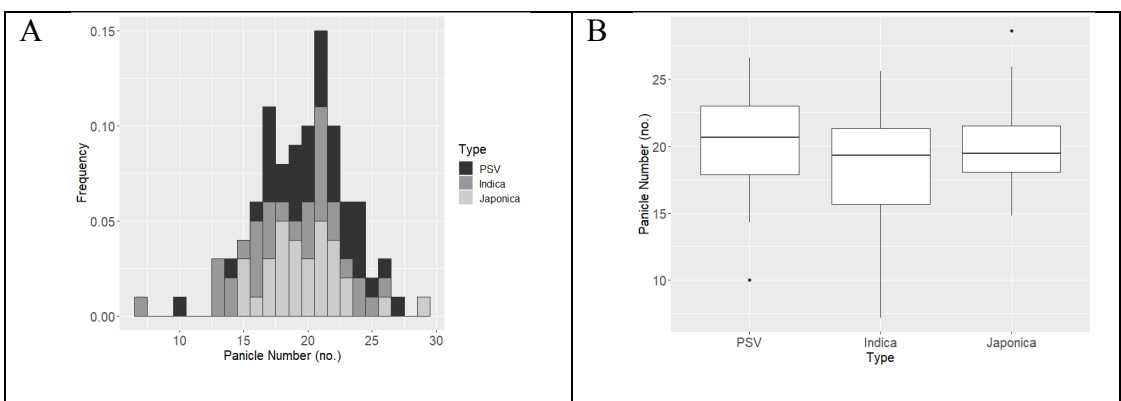 A
0.15
0.10
0.05
0.00
Frequency
10 15 20 25 30
Panicle Number (no.)
Type
PSV
Indica
Japonica
B
25
20
15
10
Panicle Number (no.)
PSV Indica Japonica
Type